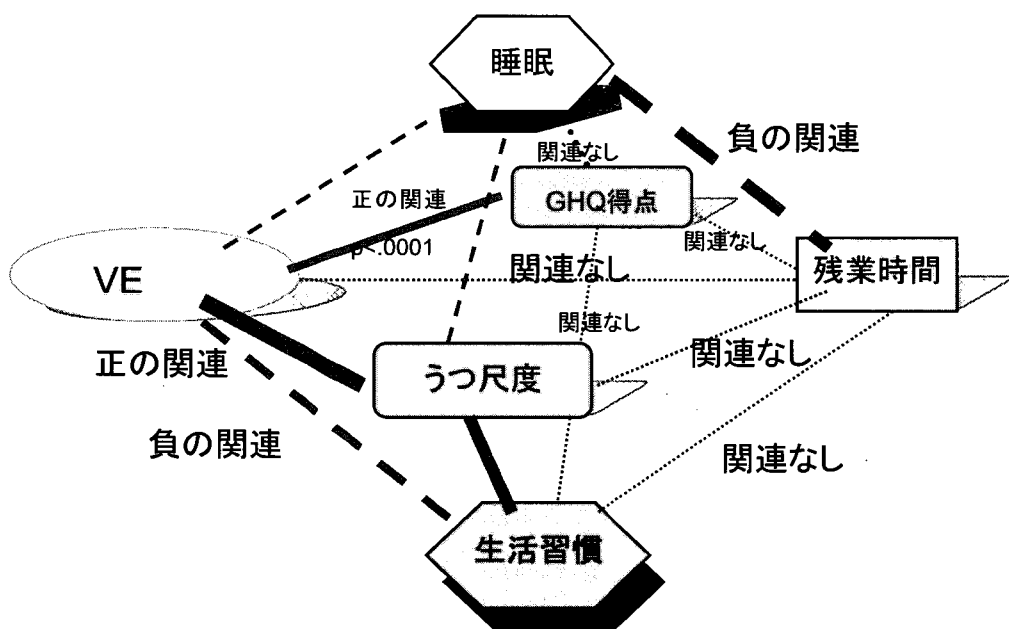 睡眠
負の関連
関連なし
GHQ得点
正の関連
関連なし
p<.0001
VE
関連なし
残業時間
関連なし
関連なし
正の関連
うつ尺度
負の関連
関連なし
生活習慣